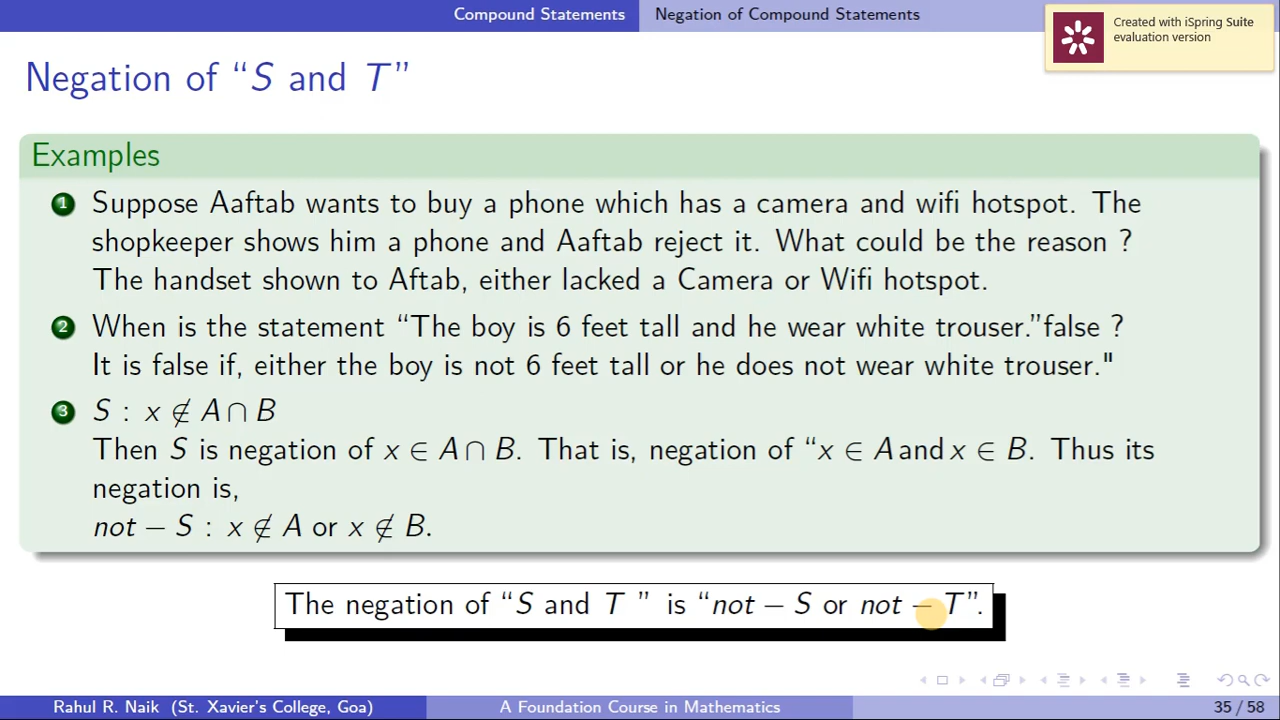 Compound Statements Negation of Compound Statements
Created with iSpring Suite
evaluation version
Negation of “S and T”
Examples
1 Suppose Aaftab wants to buy a phone which has a camera and wifi hotspot. The
shopkeeper shows him a phone and Aaftab reject it. What could be the reason ?
The handset shown to Aftab, either lacked a Camera or Wifi hotspot.
2 When is the statement “The boy is 6 feet tall and he wear white trouser.”false ?
It is false if, either the boy is not 6 feet tall or he does not wear white trouser."
3 S : x ∉ A ∩ B
Then S is negation of x ∈ A ∩ B. That is, negation of “x ∈ A and x ∈ B. Thus its
negation is,
not − S : x ∉ A or x ∉ B.
The negation of “S and T ” is “not − S or not − T”.
Rahul R. Naik (St. Xavier's College, Goa) A Foundation Course in Mathematics 35 / 58